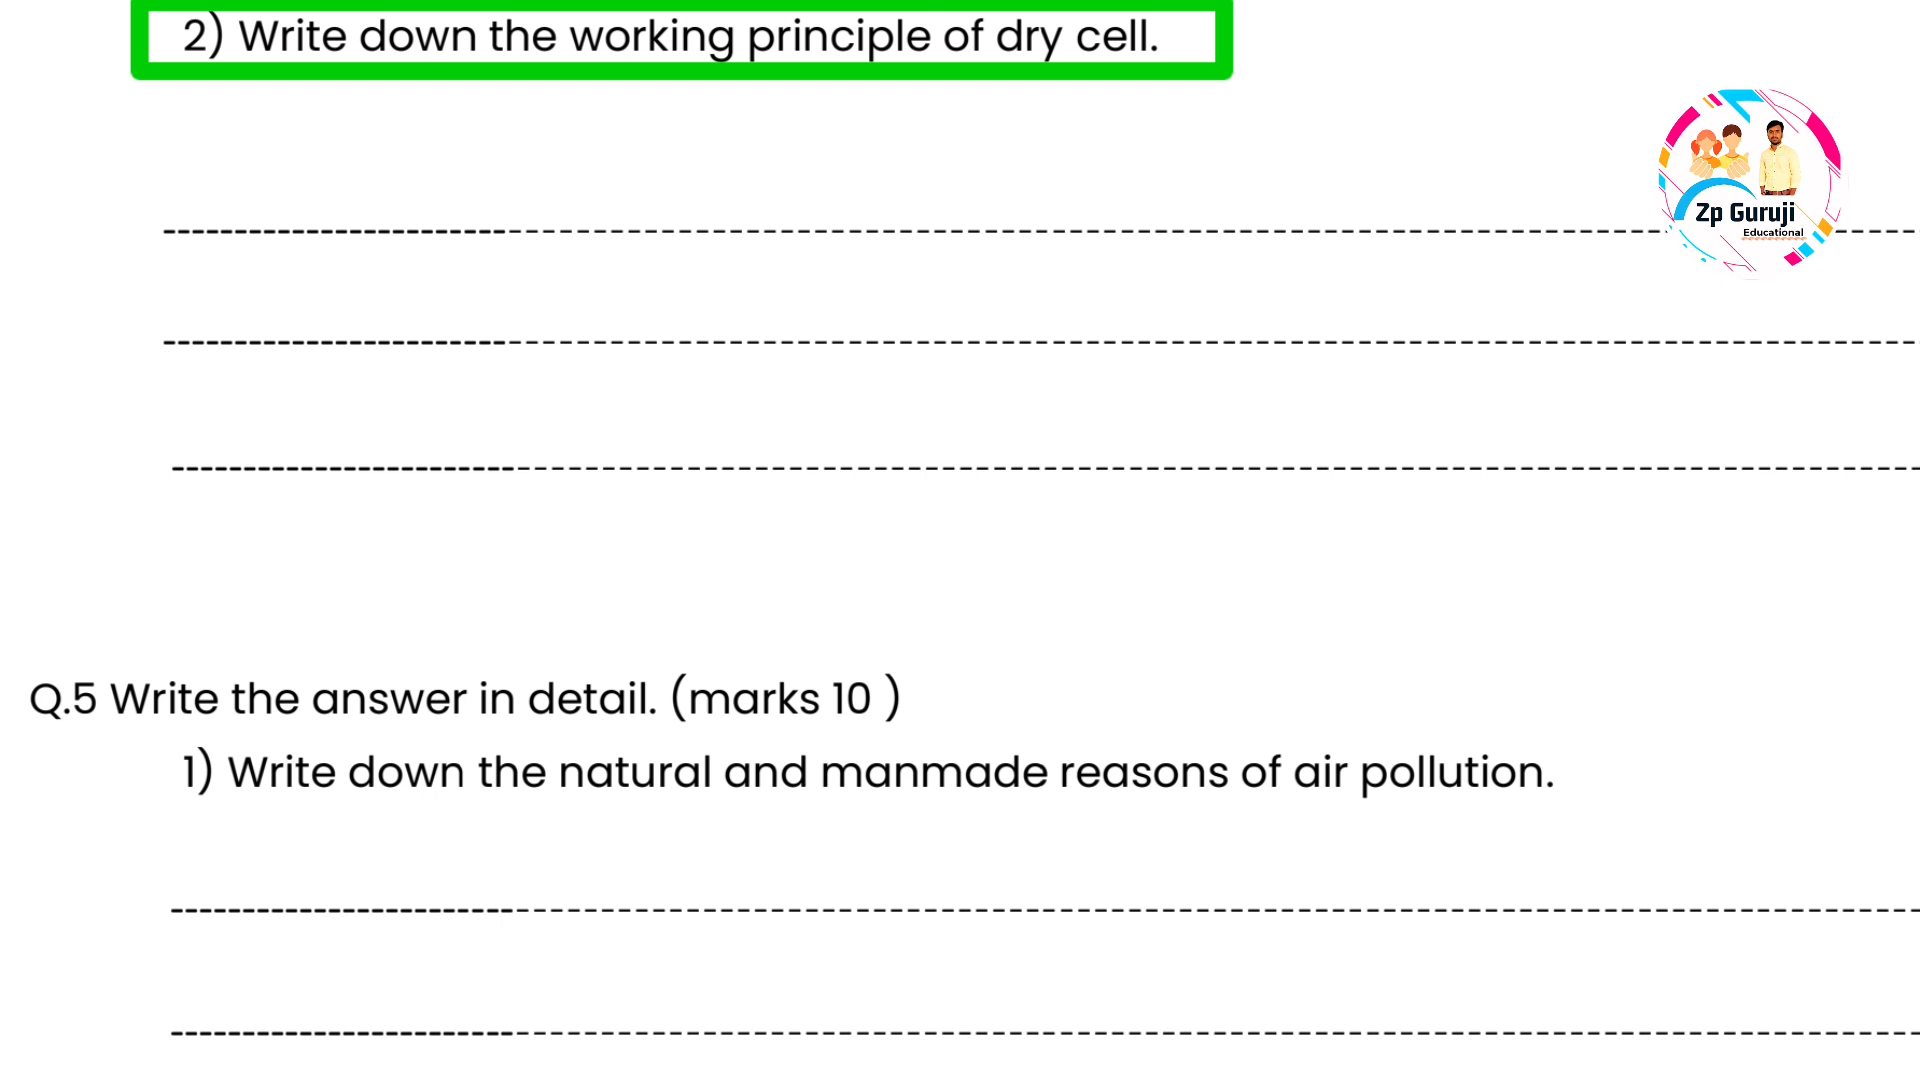 2) Write down the working principle of dry cell.
Zp Guruji
Educational
Q.5 Write the answer in detail. (marks 10 )
1) Write down the natural and manmade reasons of air pollution.